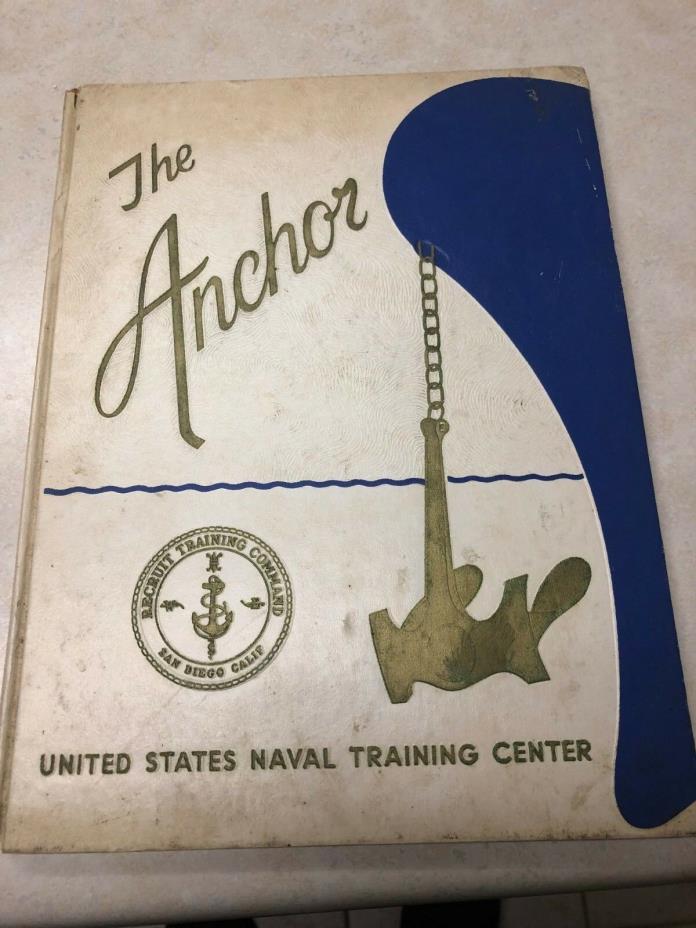 The
Anchor
RECRUIT TRAINING COMMAND
SAN DIEGO CALIF
UNITED STATES NAVAL TRAINING CENTER